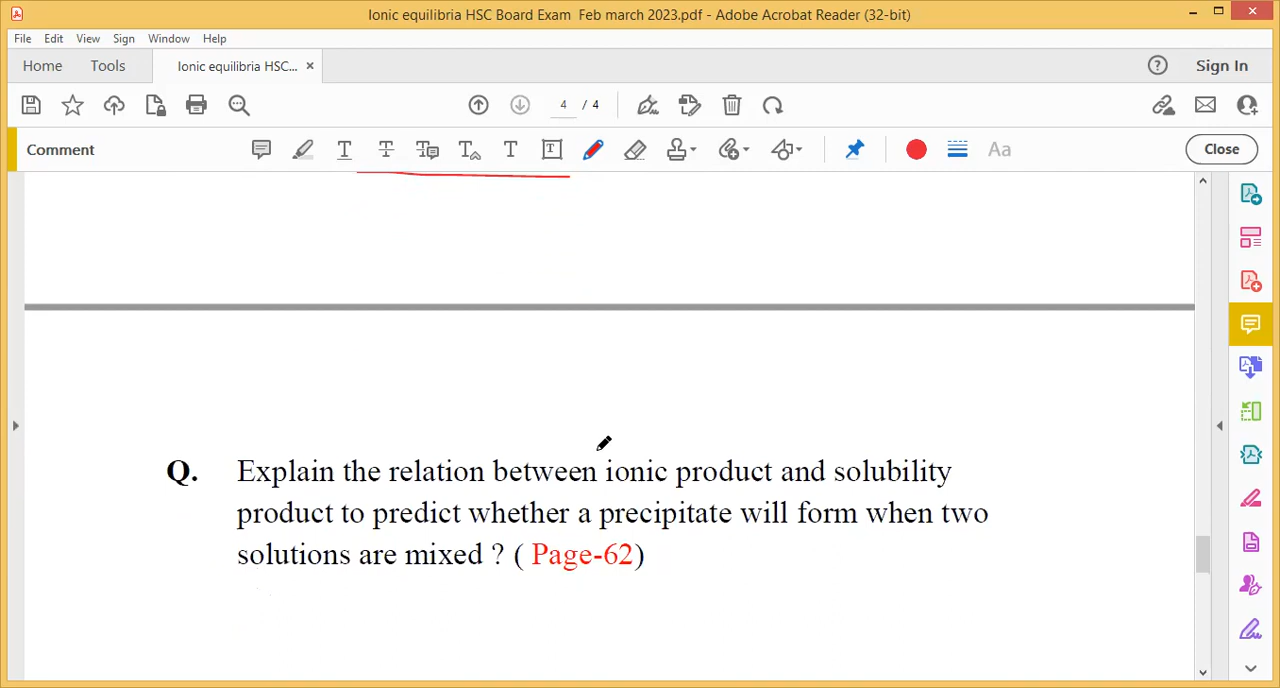 Ionic equilibria HSC Board Exam  Feb march 2023.pdf - Adobe Acrobat Reader (32-bit)
File Edit View Sign Window Help
Home Tools Ionic equilibria HSC... × Sign In
4 / 4
Comment Aa Close
Q. Explain the relation between ionic product and solubility
product to predict whether a precipitate will form when two
solutions are mixed ? ( Page-62)